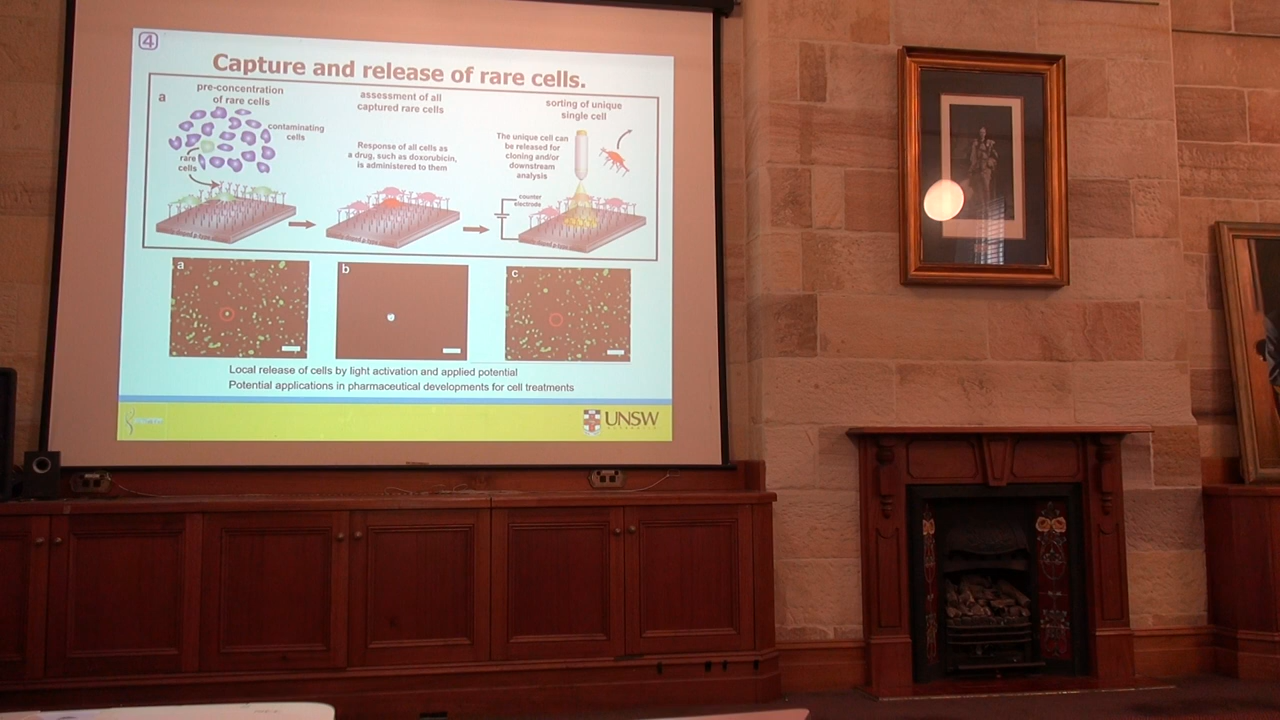 4
Capture and release of rare cells.
a
pre-concentration
of rare cells
contaminating
cells
rare
cells
assessment of all
captured rare cells
Response of all cells as
a drug, such as doxorubicin,
is administered to them
sorting of unique
single cell
The unique cell can
be released for
cloning and/or
downstream
analysis
counter
electrode
a
b
c
Local release of cells by light activation and applied potential
Potential applications in pharmaceutical developments for cell treatments
UNSW